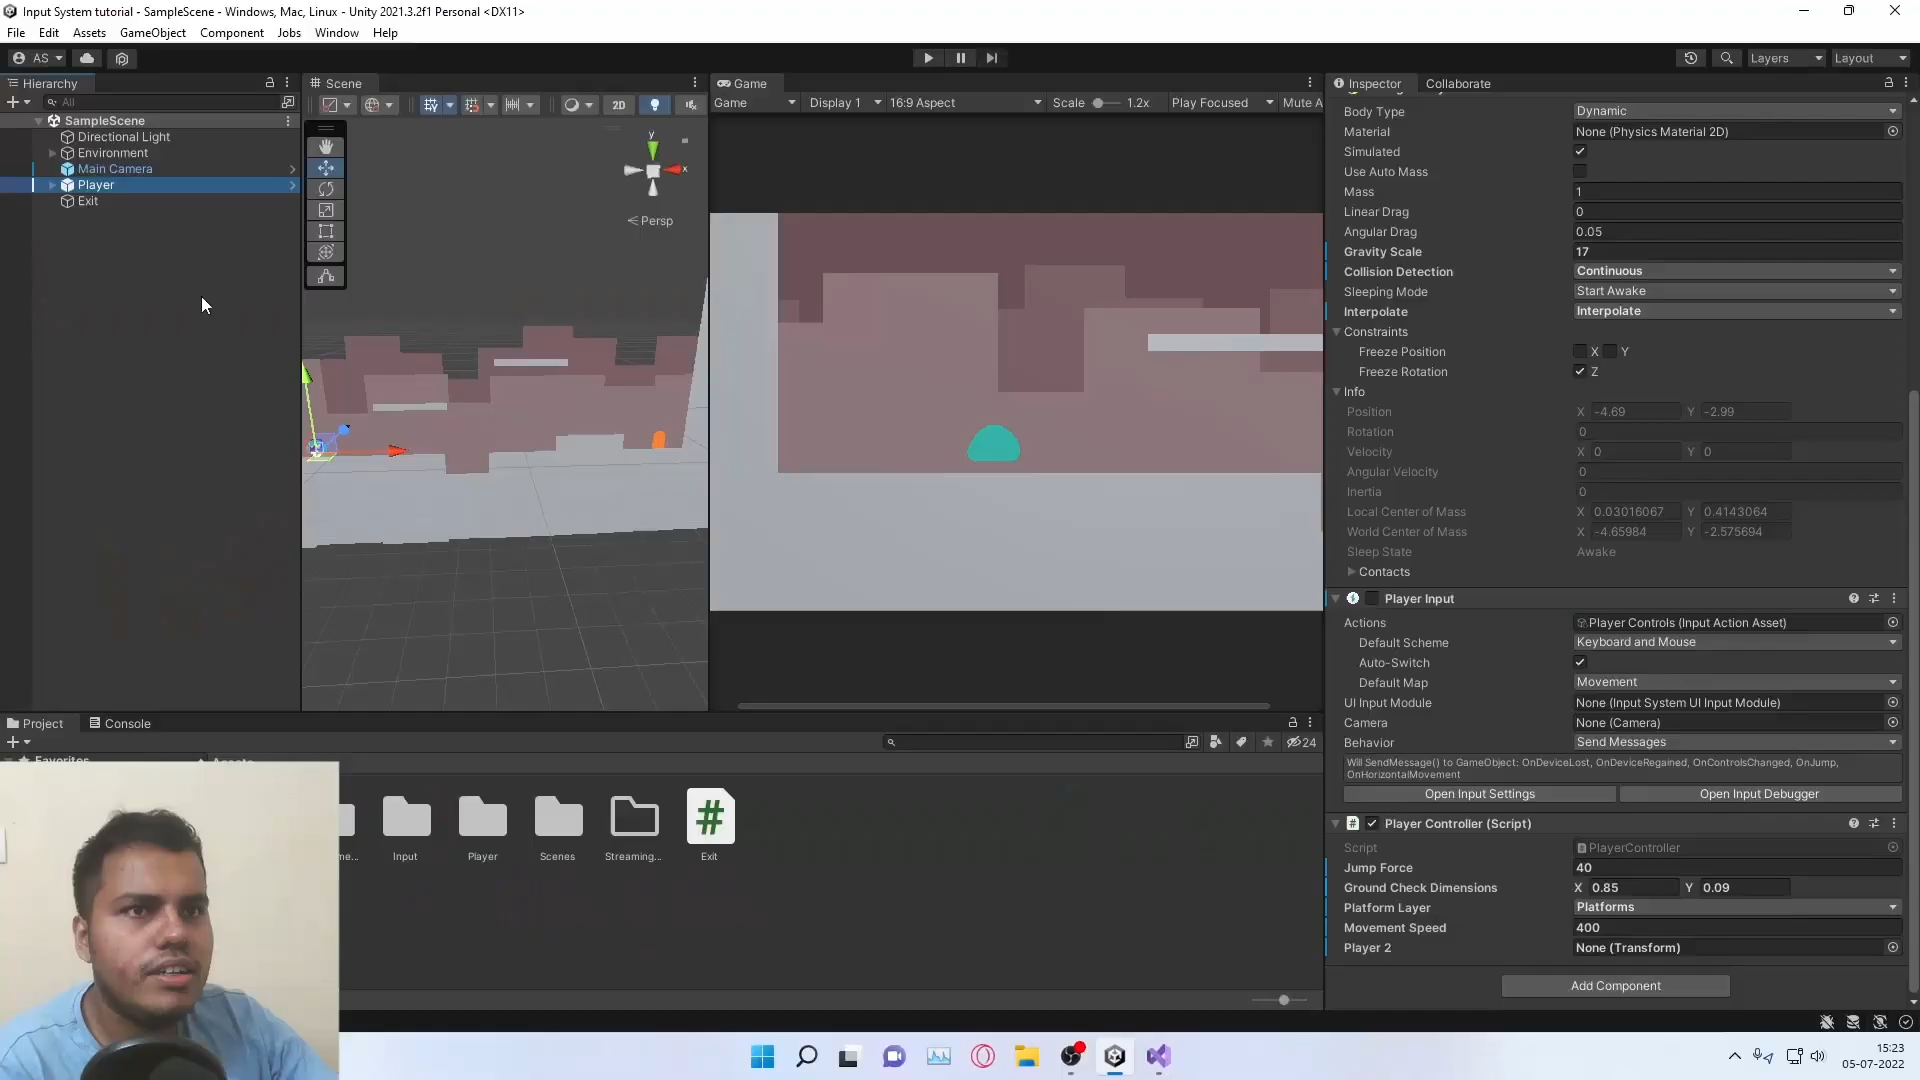 Input System tutorial - SampleScene - Windows, Mac, Linux - Unity 2021.3.2f1 Personal <DX11>
File Edit Assets GameObject Component Jobs Window Help
AS Layers Layout
Hierarchy Scene Game Inspector Collaborate
All 2D Game Display 1 16:9 Aspect Scale 1.2x Play Focused Mute A
SampleScene
Directional Light
Environment
Main Camera
Player
Exit
y
x
Persp
Body Type Dynamic
Material None (Physics Material 2D)
Simulated
Use Auto Mass
Mass 1
Linear Drag 0
Angular Drag 0.05
Gravity Scale 17
Collision Detection Continuous
Sleeping Mode Start Awake
Interpolate Interpolate
Constraints
Freeze Position X Y
Freeze Rotation Z
Info
Position X -4.69 Y -2.99
Rotation 0
Velocity X 0 Y 0
Angular Velocity 0
Inertia 0
Local Center of Mass X 0.03016067 Y 0.4143064
World Center of Mass X -4.65984 Y -2.575694
Sleep State Awake
Contacts
Player Input
Actions Player Controls (Input Action Asset)
Default Scheme Keyboard and Mouse
Auto-Switch
Default Map Movement
UI Input Module None (Input System UI Input Module)
Camera None (Camera)
Behavior Send Messages
Will SendMessage() to GameObject: OnDeviceLost, OnDeviceRegained, OnControlsChanged, OnJump,
OnHorizontalMovement
Open Input Settings Open Input Debugger
Player Controller (Script)
Script PlayerController
Jump Force 40
Ground Check Dimensions X 0.85 Y 0.09
Platform Layer Platforms
Movement Speed 400
Player 2 None (Transform)
Add Component
Project Console
24
Favorites Assets
me... Input Player Scenes Streaming... Exit
15:23
05-07-2022